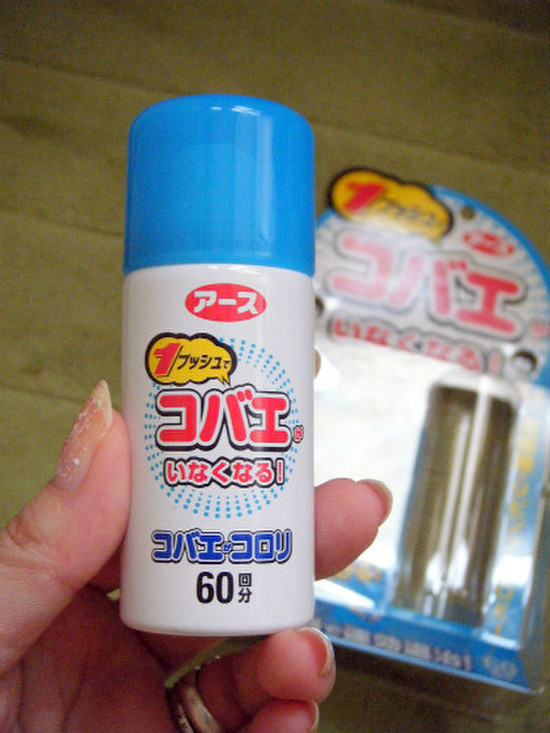 アース
1プッシュで
コバエが
いなくなる!
コバエがコロリ
60回分
1プッシュ
アース
コバエが
いなくなる!